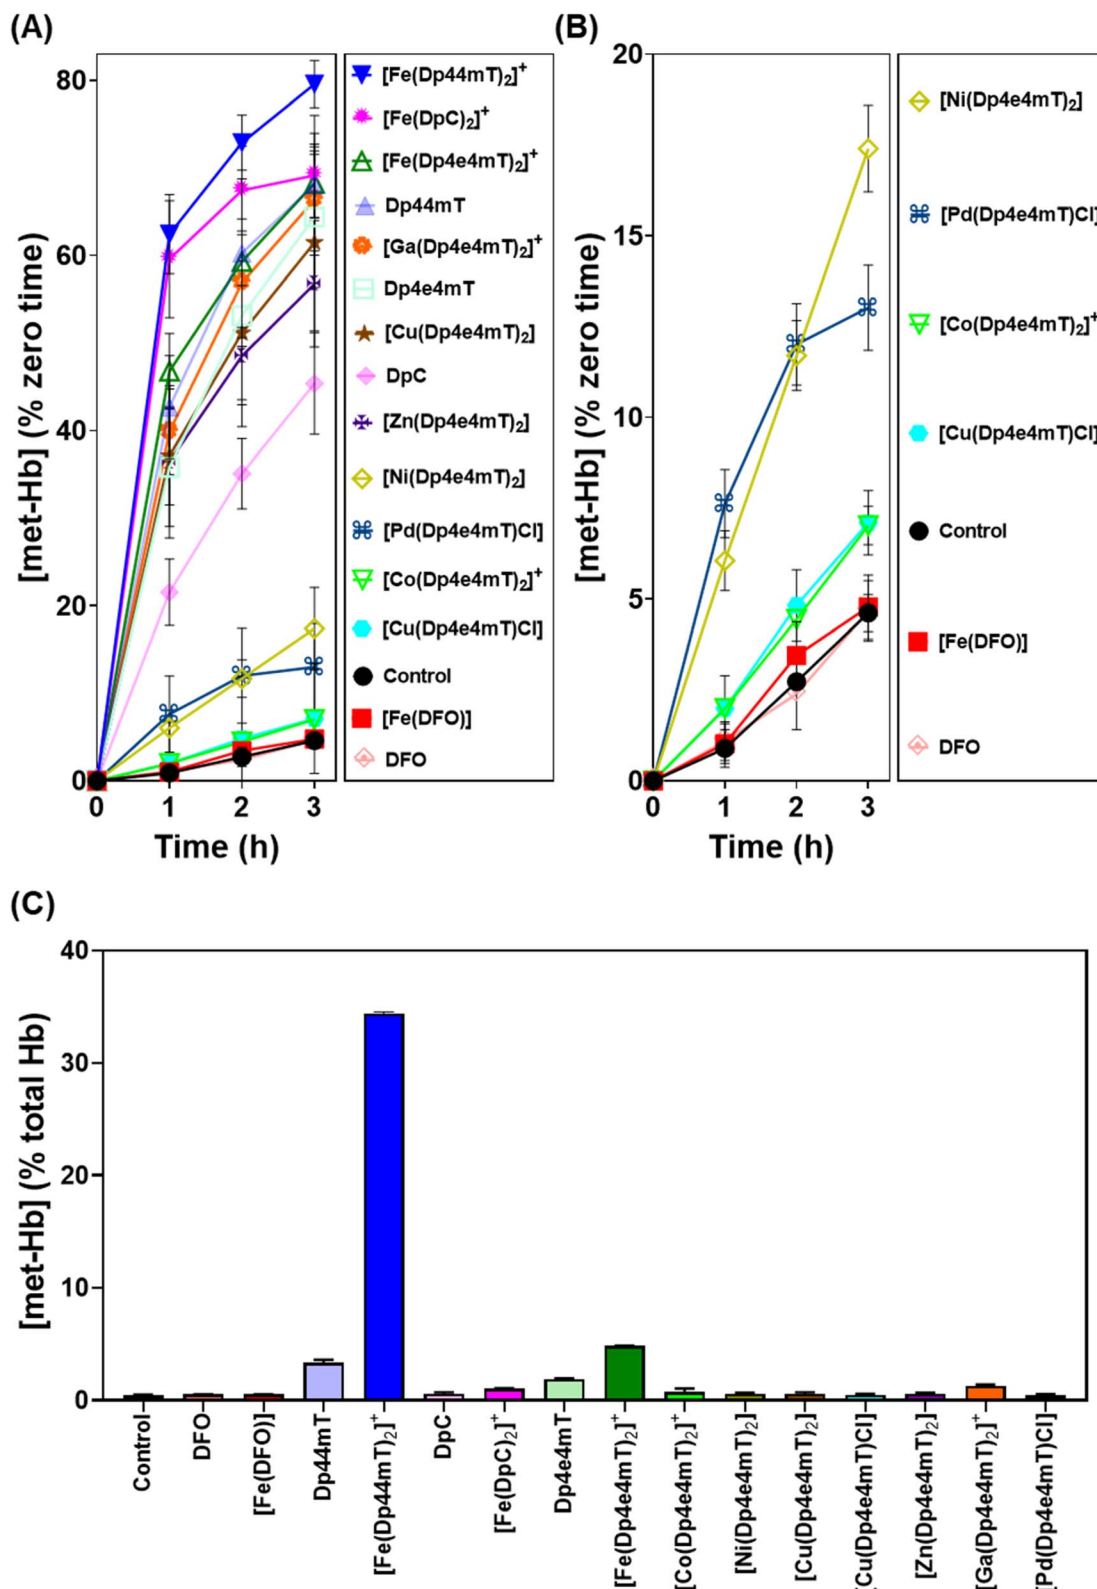 (A)
[met-Hb] (% zero time)
80
60
40
20
0
0 1 2 3
Time (h)
[Fe(Dp44mT)₂]⁺
[Fe(DpC)₂]⁺
[Fe(Dp4e4mT)₂]⁺
Dp44mT
[Ga(Dp4e4mT)₂]⁺
Dp4e4mT
[Cu(Dp4e4mT)₂]
DpC
[Zn(Dp4e4mT)₂]
[Ni(Dp4e4mT)₂]
[Pd(Dp4e4mT)Cl]
[Co(Dp4e4mT)₂]⁺
[Cu(Dp4e4mT)Cl]
Control
[Fe(DFO)]
DFO
(B)
[met-Hb] (% zero time)
20
15
10
5
0
0 1 2 3
Time (h)
[Ni(Dp4e4mT)₂]
[Pd(Dp4e4mT)Cl]
[Co(Dp4e4mT)₂]⁺
[Cu(Dp4e4mT)Cl]
Control
[Fe(DFO)]
DFO
(C)
[met-Hb] (% total Hb)
40
30
20
10
0
Control
DFO
[Fe(DFO)]
Dp44mT
[Fe(Dp44mT)₂]⁺
DpC
[Fe(DpC)₂]⁺
Dp4e4mT
[Fe(Dp4e4mT)₂]⁺
[Co(Dp4e4mT)₂]⁺
[Ni(Dp4e4mT)₂]
[Cu(Dp4e4mT)₂]
[Cu(Dp4e4mT)Cl]
[Zn(Dp4e4mT)₂]
[Ga(Dp4e4mT)₂]⁺
[Pd(Dp4e4mT)Cl]